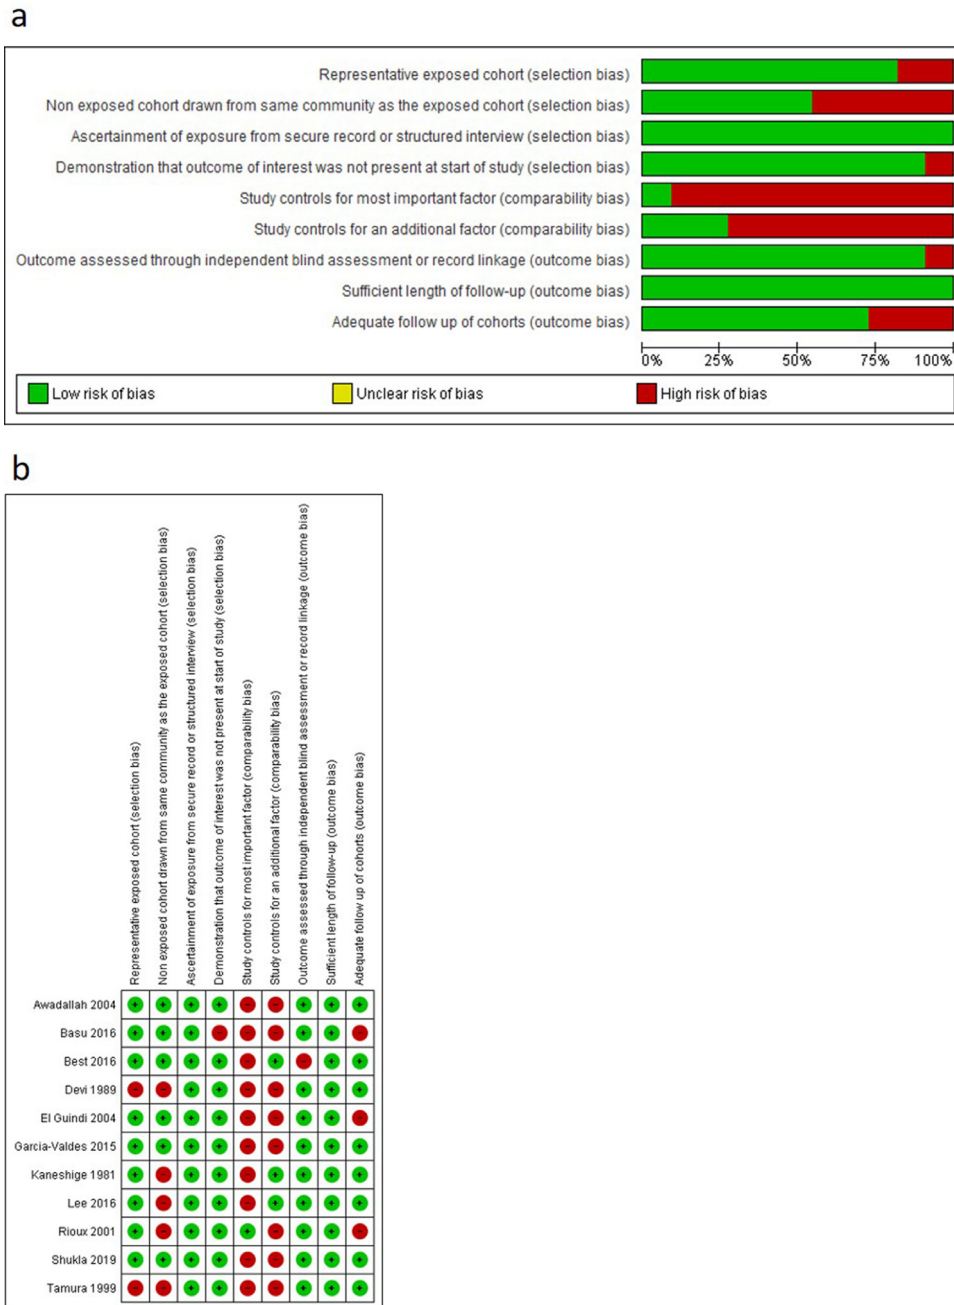 a
Representative exposed cohort (selection bias)
Non exposed cohort drawn from same community as the exposed cohort (selection bias)
Ascertainment of exposure from secure record or structured interview (selection bias)
Demonstration that outcome of interest was not present at start of study (selection bias)
Study controls for most important factor (comparability bias)
Study controls for an additional factor (comparability bias)
Outcome assessed through independent blind assessment or record linkage (outcome bias)
Sufficient length of follow-up (outcome bias)
Adequate follow up of cohorts (outcome bias)
0% 25% 50% 75% 100%
Low risk of bias Unclear risk of bias High risk of bias
b
Representative exposed cohort (selection bias)
Non exposed cohort drawn from same community as the exposed cohort (selection bias)
Ascertainment of exposure from secure record or structured interview (selection bias)
Demonstration that outcome of interest was not present at start of study (selection bias)
Study controls for most important factor (comparability bias)
Study controls for an additional factor (comparability bias)
Outcome assessed through independent blind assessment or record linkage (outcome bias)
Sufficient length of follow-up (outcome bias)
Adequate follow up of cohorts (outcome bias)
Awadallah 2004 + + + + - - + + +
Basu 2016 + + + - - - + + -
Best 2016 + + + + - + - + +
Devi 1989 - - + + - - + + +
El Guindi 2004 + + + + - - + + -
Garcia-Valdes 2015 + + + + - - + + +
Kaneshige 1981 + - + + - + + + +
Lee 2016 + - + + - + + + +
Rioux 2001 + - + + + - + + -
Shukla 2019 + + + + - - + + +
Tamura 1999 - - + + - - + + +